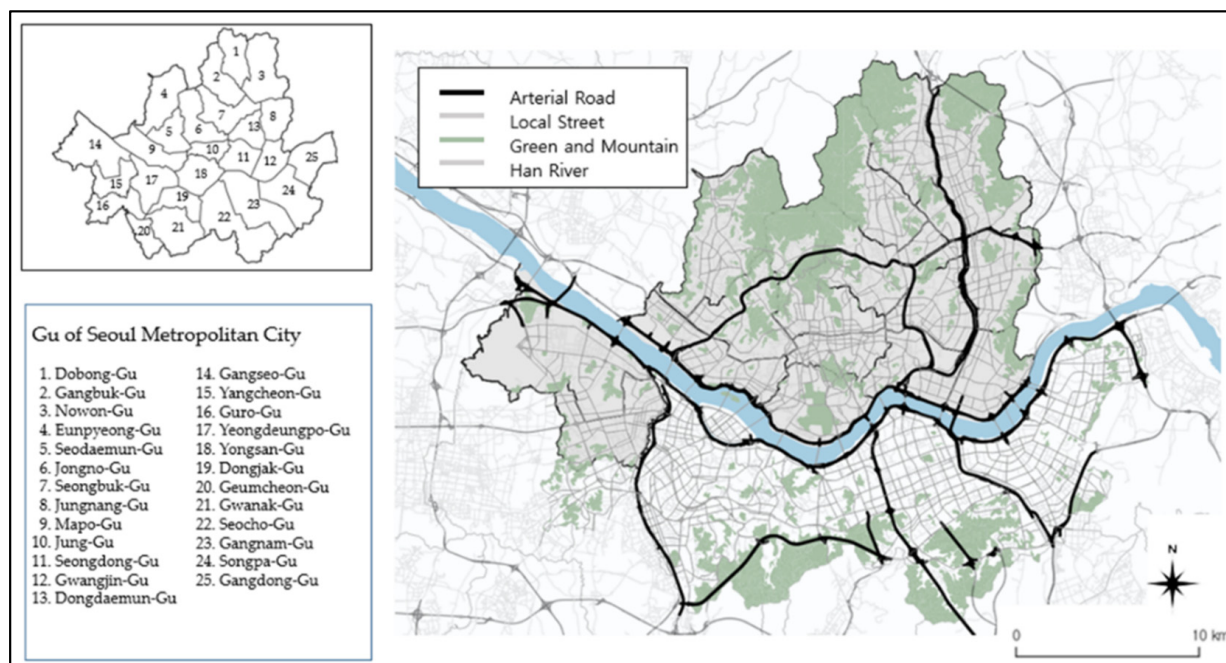 1
2
3
4
7
8
5
6
13
14
9
10
11
12
25
15
17
18
24
16
19
23
22
20
21
Gu of Seoul Metropolitan City
1. Dobong-Gu
2. Gangbuk-Gu
3. Nowon-Gu
4. Eunpyeong-Gu
5. Seodaemun-Gu
6. Jongno-Gu
7. Seongbuk-Gu
8. Jungnang-Gu
9. Mapo-Gu
10. Jung-Gu
11. Seongdong-Gu
12. Gwangjin-Gu
13. Dongdaemun-Gu
14. Gangseo-Gu
15. Yangcheon-Gu
16. Guro-Gu
17. Yeongdeungpo-Gu
18. Yongsan-Gu
19. Dongjak-Gu
20. Geumcheon-Gu
21. Gwanak-Gu
22. Seocho-Gu
23. Gangnam-Gu
24. Songpa-Gu
25. Gangdong-Gu
Arterial Road
Local Street
Green and Mountain
Han River
N
0 10 km